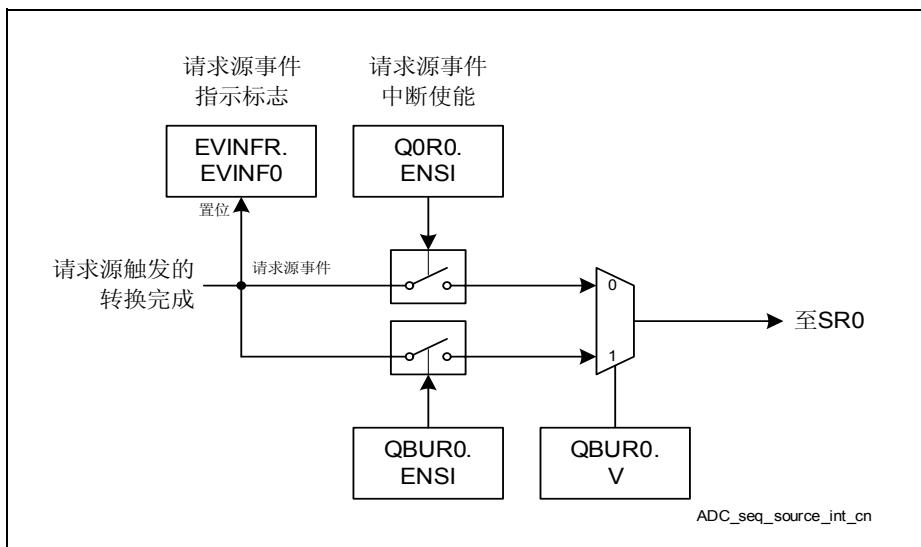 请求源事件
指示标志
请求源事件
中断使能
EVINFR.
EVINF0
Q0R0.
ENSI
置位
请求源触发的
转换完成
请求源事件
0
至SR0
1
QBUR0.
ENSI
QBUR0.
V
ADC_seq_source_int_cn